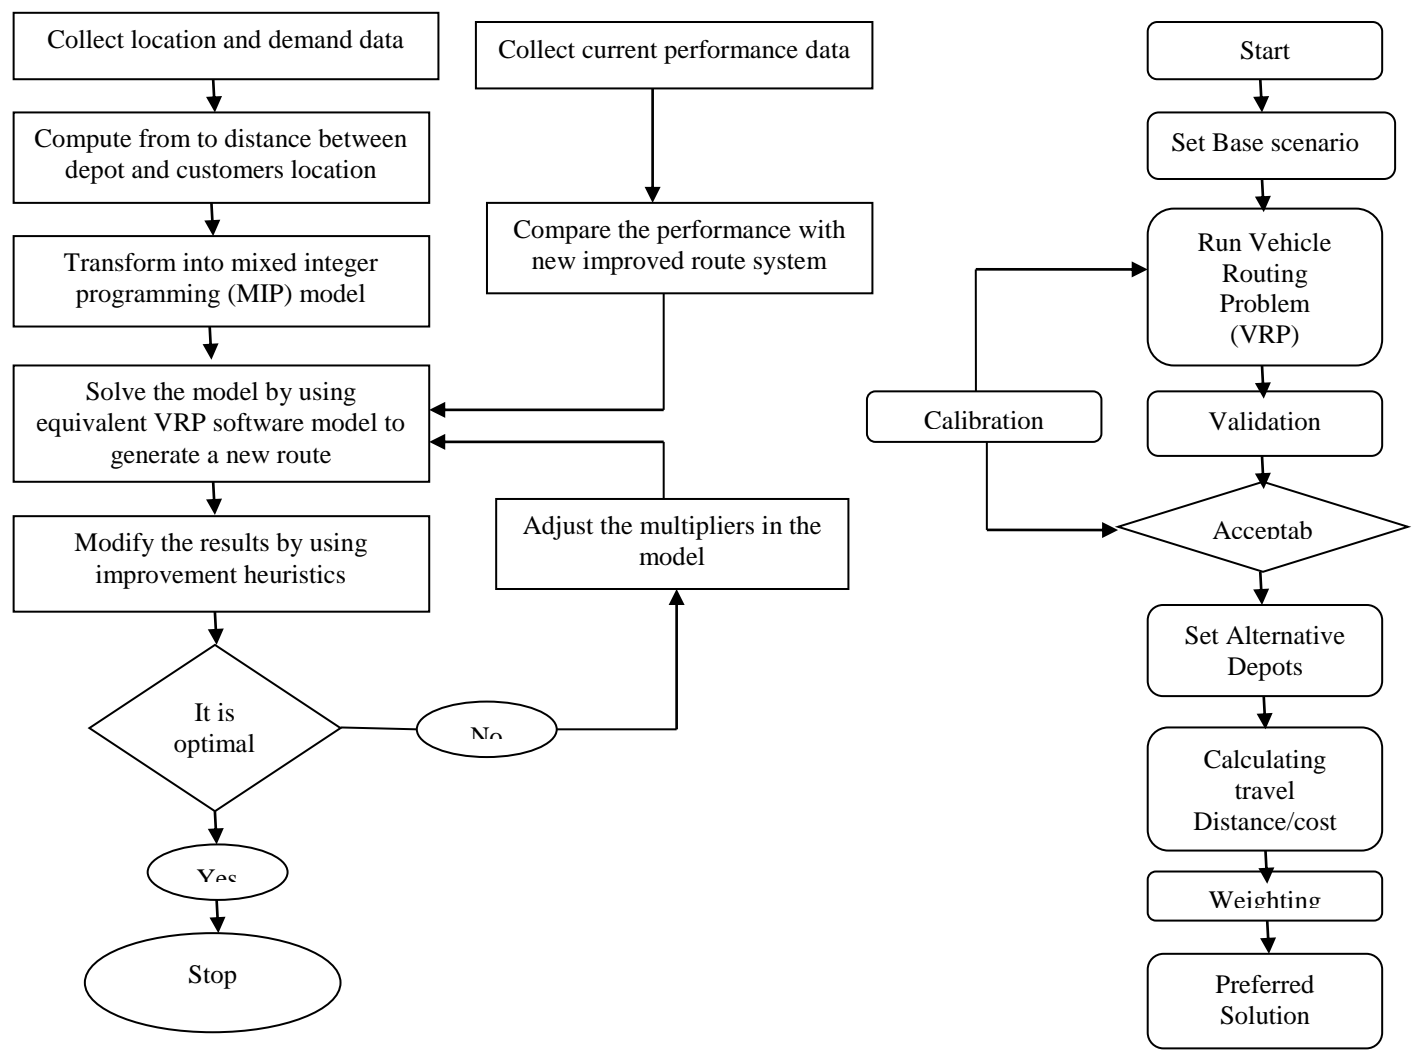 Collect location and demand data
Compute from to distance between
depot and customers location
Transform into mixed integer
programming (MIP) model
Solve the model by using
equivalent VRP software model to
generate a new route
Modify the results by using
improvement heuristics
It is
optimal
Yes
Stop
Collect current performance data
Compare the performance with
new improved route system
Adjust the multipliers in the
model
No
Start
Set Base scenario
Run Vehicle
Routing
Problem
(VRP)
Calibration
Validation
Acceptab
Set Alternative
Depots
Calculating
travel
Distance/cost
Weighting
Preferred
Solution